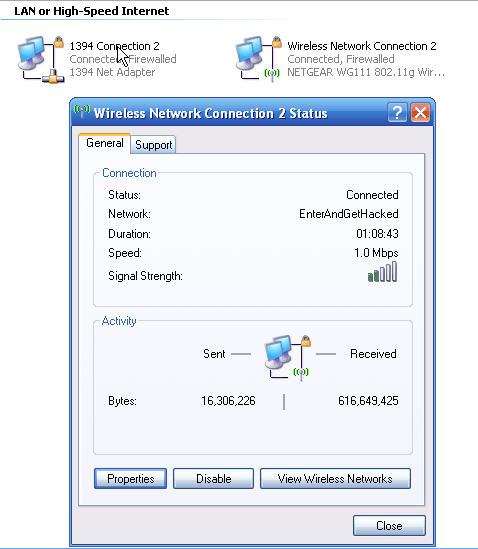 LAN or High-Speed Internet
1394 Connection 2
Connected, Firewalled
1394 Net Adapter
Wireless Network Connection 2
Connected, Firewalled
NETGEAR WG111 802.11g Wir...
Wireless Network Connection 2 Status
General
Support
Connection
Status: Connected
Network: EnterAndGetHacked
Duration: 01:08:43
Speed: 1.0 Mbps
Signal Strength:
Activity
Sent Received
Bytes: 16,306,226 616,649,425
Properties
Disable
View Wireless Networks
Close